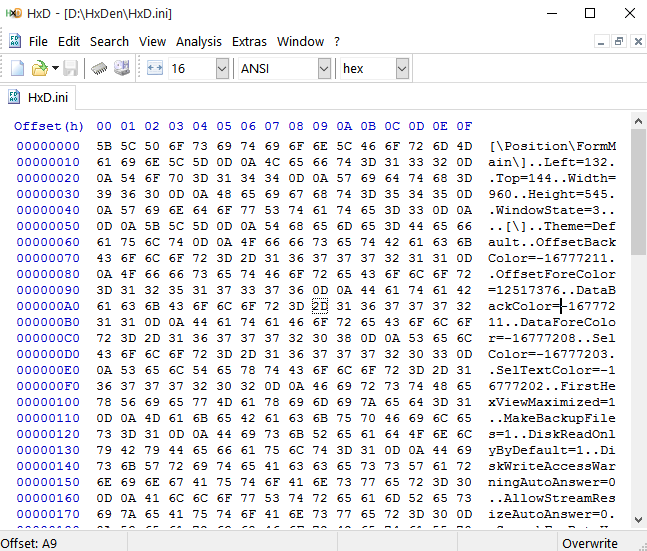 HxD - [D:\HxDen\HxD.ini]
File Edit Search View Analysis Extras Window ?
16 ANSI hex
HxD.ini
Offset(h) 00 01 02 03 04 05 06 07 08 09 0A 0B 0C 0D 0E 0F
00000000 5B 5C 50 6F 73 69 74 69 6F 6E 5C 46 6F 72 6D 4D [\Position\FormM
00000010 61 69 6E 5C 5D 0D 0A 4C 65 66 74 3D 31 33 32 0D ain\]..Left=132.
00000020 0A 54 6F 70 3D 31 34 34 0D 0A 57 69 64 74 68 3D .Top=144..Width=
00000030 39 36 30 0D 0A 48 65 69 67 68 74 3D 35 34 35 0D 960..Height=545.
00000040 0A 57 69 6E 64 6F 77 53 74 61 74 65 3D 33 0D 0A .WindowState=3..
00000050 0D 0A 5B 5C 5D 0D 0A 54 68 65 6D 65 3D 44 65 66 ..[\]..Theme=Def
00000060 61 75 6C 74 0D 0A 4F 66 66 73 65 74 42 61 63 6B ault..OffsetBack
00000070 43 6F 6C 6F 72 3D 2D 31 36 37 37 37 32 31 31 0D Color=-16777211.
00000080 0A 4F 66 66 73 65 74 46 6F 72 65 43 6F 6C 6F 72 .OffsetForeColor
00000090 3D 31 32 35 31 37 33 37 36 0D 0A 44 61 74 61 42 =12517376..DataB
000000A0 61 63 6B 43 6F 6C 6F 72 3D 2D 31 36 37 37 37 32 ackColor=-167772
000000B0 31 31 0D 0A 44 61 74 61 46 6F 72 65 43 6F 6C 6F 11..DataForeColo
000000C0 72 3D 2D 31 36 37 37 37 32 30 38 0D 0A 53 65 6C r=-16777208..Sel
000000D0 43 6F 6C 6F 72 3D 2D 31 36 37 37 37 32 30 33 0D Color=-16777203.
000000E0 0A 53 65 6C 54 65 78 74 43 6F 6C 6F 72 3D 2D 31 .SelTextColor=-1
000000F0 36 37 37 37 32 30 32 0D 0A 46 69 72 73 74 48 65 6777202..FirstHe
00000100 78 56 69 65 77 4D 61 78 69 6D 69 7A 65 64 3D 31 xViewMaximized=1
00000110 0D 0A 4D 61 6B 65 42 61 63 6B 75 70 46 69 6C 65 ..MakeBackupFile
00000120 73 3D 31 0D 0A 44 69 73 6B 52 65 61 64 4F 6E 6C s=1..DiskReadOnl
00000130 79 42 79 44 65 66 61 75 6C 74 3D 31 0D 0A 44 69 yByDefault=1..Di
00000140 73 6B 57 72 69 74 65 41 63 63 65 73 73 57 61 72 skWriteAccessWar
00000150 6E 69 6E 67 41 75 74 6F 41 6E 73 77 65 72 3D 30 ningAutoAnswer=0
00000160 0D 0A 41 6C 6C 6F 77 53 74 72 65 61 6D 52 65 73 ..AllowStreamRes
00000170 69 7A 65 41 75 74 6F 41 6E 73 77 65 72 3D 30 0D izeAutoAnswer=0.
Offset: A9 Overwrite